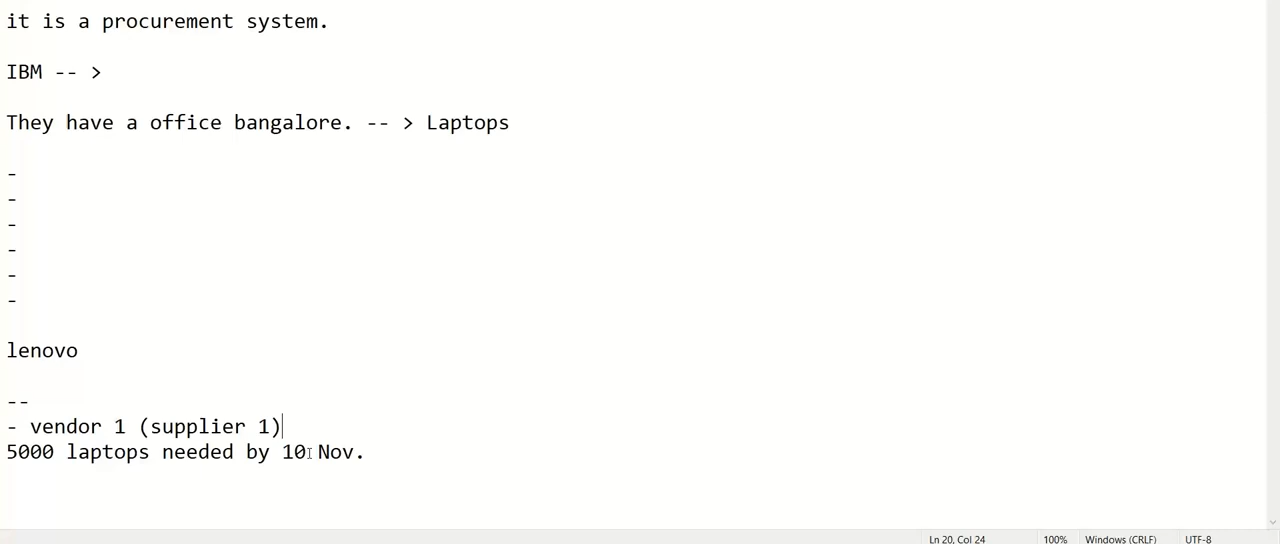 it is a procurement system.
IBM -- >
They have a office bangalore. -- > Laptops
-
-
-
-
-
-
lenovo
--
- vendor 1 (supplier 1)
5000 laptops needed by 10 Nov.
Ln 20, Col 24 100% Windows (CRLF) UTF-8